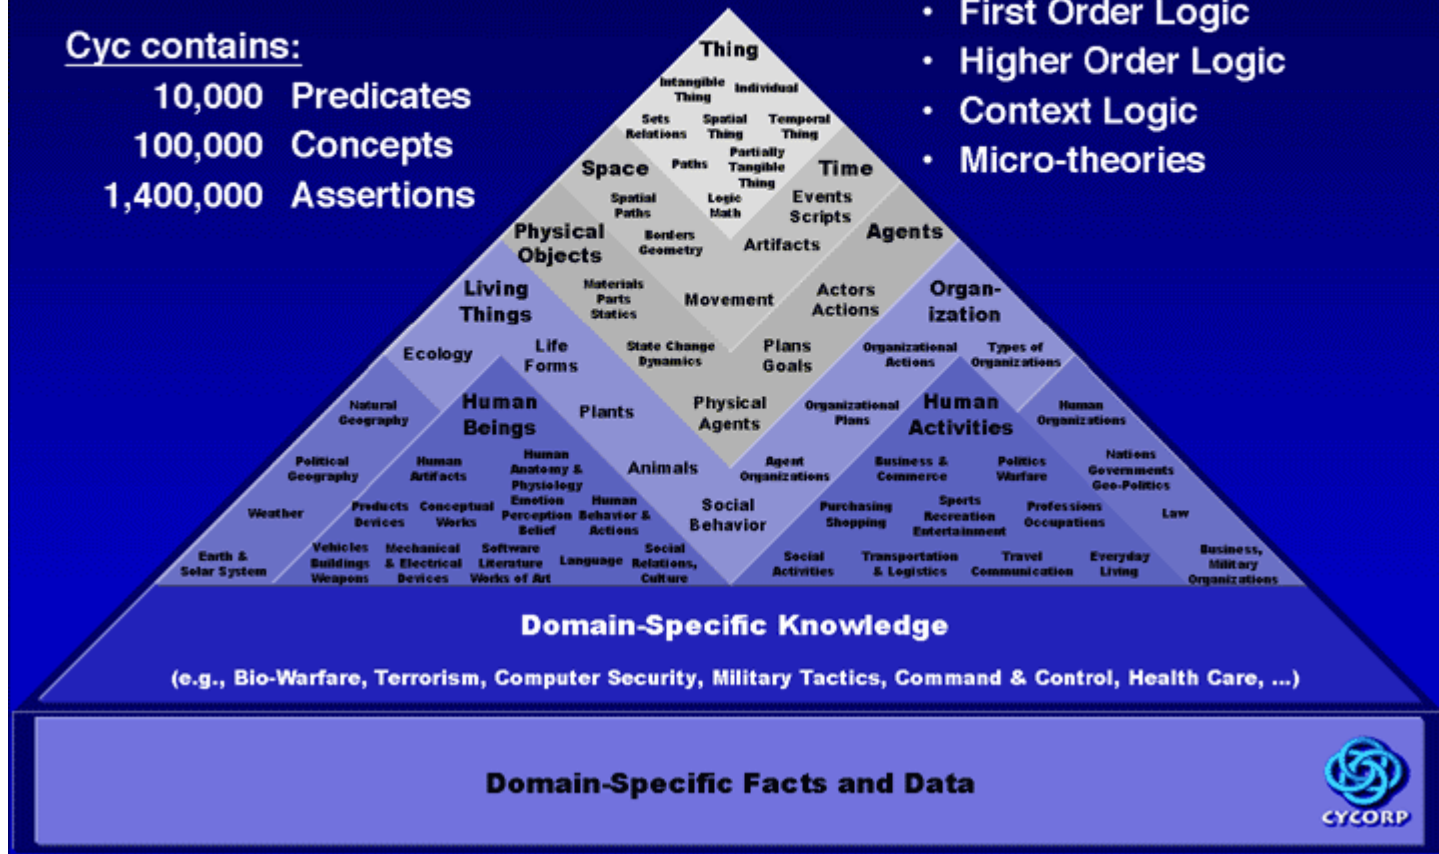 Cyc contains:
10,000 Predicates
100,000 Concepts
1,400,000 Assertions
• First Order Logic
• Higher Order Logic
• Context Logic
• Micro-theories
Thing
Intangible
Thing
Individual
Sets
Relations
Spatial
Thing
Temporal
Thing
Space
Paths
Partially
Tangible
Thing
Time
Spatial
Paths
Logic
Math
Events
Scripts
Physical
Objects
Borders
Geometry
Artifacts
Agents
Living
Things
Materials
Parts
Statics
Movement
Actors
Actions
Organ-
ization
Ecology
Life
Forms
State Change
Dynamics
Plans
Goals
Organizational
Actions
Types of
Organizations
Natural
Geography
Human
Beings
Plants
Physical
Agents
Organizational
Plans
Human
Activities
Human
Organizations
Political
Geography
Human
Artifacts
Human
Anatomy &
Physiology
Animals
Agent
Organizations
Business &
Commerce
Politics
Warfare
Nations
Governments
Geo-Politics
Weather
Products
Devices
Conceptual
Works
Emotion
Perception
Belief
Human
Behavior &
Actions
Social
Behavior
Purchasing
Shopping
Sports
Recreation
Entertainment
Professions
Occupations
Law
Earth &
Solar System
Vehicles
Buildings
Weapons
Mechanical
& Electrical
Devices
Software
Literature
Works of Art
Language
Social
Relations,
Culture
Social
Activities
Transportation
& Logistics
Travel
Communication
Everyday
Living
Business,
Military
Organizations
Domain-Specific Knowledge
(e.g., Bio-Warfare, Terrorism, Computer Security, Military Tactics, Command & Control, Health Care, ...)
Domain-Specific Facts and Data
CYCORP